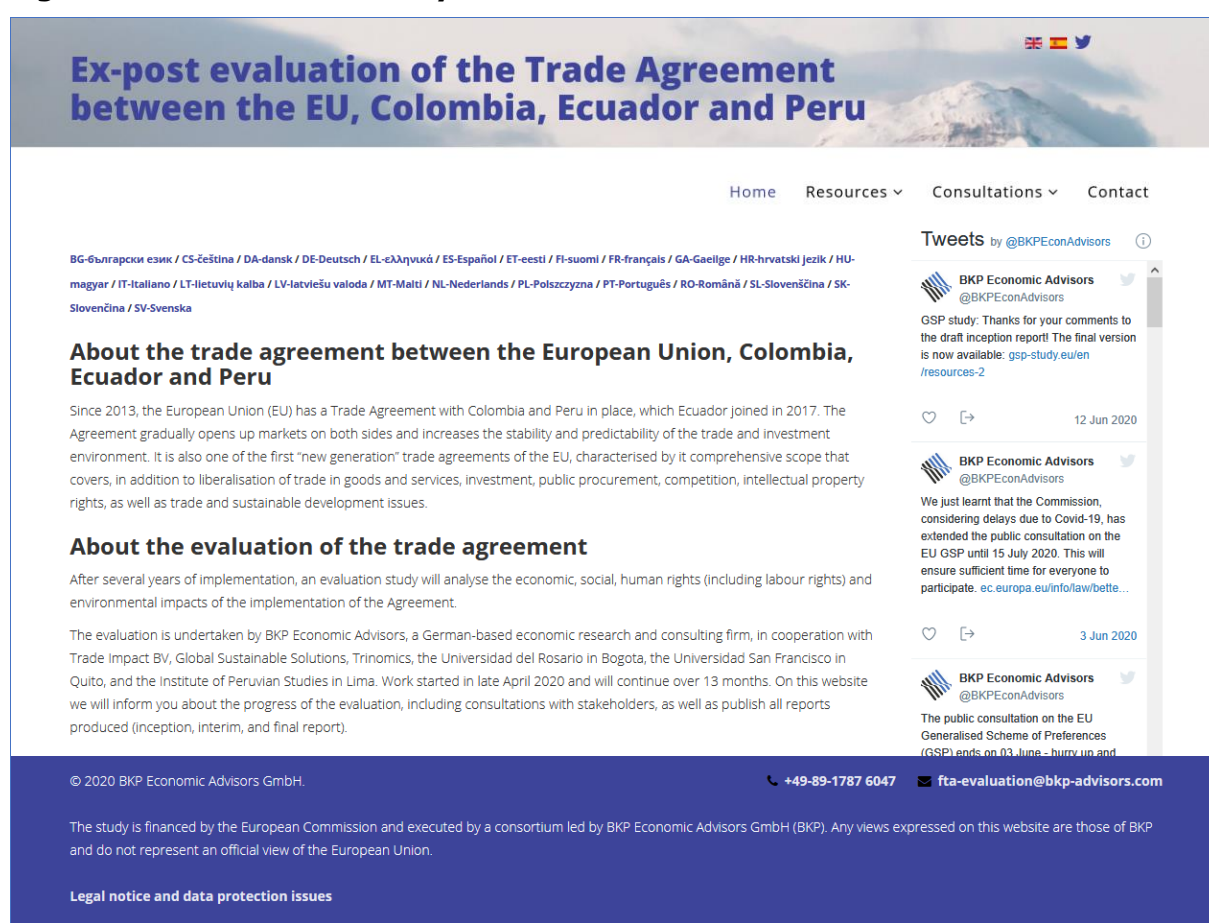 Ex-post evaluation of the Trade Agreement
between the EU, Colombia, Ecuador and Peru
Home Resources Consultations Contact
BG-български език / CS-čeština / DA-dansk / DE-Deutsch / EL-ελληνικά / ES-Español / ET-eesti / FI-suomi / FR-français / GA-Gaeilge / HR-hrvatski jezik / HU-
magyar / IT-Italiano / LT-lietuvių kalba / LV-latviešu valoda / MT-Malti / NL-Nederlands / PL-Polszczyzna / PT-Português / RO-Română / SL-Slovenščina / SK-
Slovenčina / SV-Svenska
About the trade agreement between the European Union, Colombia,
Ecuador and Peru
Since 2013, the European Union (EU) has a Trade Agreement with Colombia and Peru in place, which Ecuador joined in 2017. The
Agreement gradually opens up markets on both sides and increases the stability and predictability of the trade and investment
environment. It is also one of the first “new generation” trade agreements of the EU, characterised by it comprehensive scope that
covers, in addition to liberalisation of trade in goods and services, investment, public procurement, competition, intellectual property
rights, as well as trade and sustainable development issues.
About the evaluation of the trade agreement
After several years of implementation, an evaluation study will analyse the economic, social, human rights (including labour rights) and
environmental impacts of the implementation of the Agreement.
The evaluation is undertaken by BKP Economic Advisors, a German-based economic research and consulting firm, in cooperation with
Trade Impact BV, Global Sustainable Solutions, Trinomics, the Universidad del Rosario in Bogota, the Universidad San Francisco in
Quito, and the Institute of Peruvian Studies in Lima. Work started in late April 2020 and will continue over 13 months. On this website
we will inform you about the progress of the evaluation, including consultations with stakeholders, as well as publish all reports
produced (inception, interim, and final report).
Tweets by @BKPEconAdvisors
BKP Economic Advisors
@BKPEconAdvisors
GSP study: Thanks for your comments to
the draft inception report! The final version
is now available: gsp-study.eu/en
/resources-2
12 Jun 2020
BKP Economic Advisors
@BKPEconAdvisors
We just learnt that the Commission,
considering delays due to Covid-19, has
extended the public consultation on the
EU GSP until 15 July 2020. This will
ensure sufficient time for everyone to
participate. ec.europa.eu/info/law/bette…
3 Jun 2020
BKP Economic Advisors
@BKPEconAdvisors
The public consultation on the EU
Generalised Scheme of Preferences
(GSP) ends on 03 June - hurry up and
© 2020 BKP Economic Advisors GmbH.
+49-89-1787 6047 fta-evaluation@bkp-advisors.com
The study is financed by the European Commission and executed by a consortium led by BKP Economic Advisors GmbH (BKP). Any views expressed on this website are those of BKP
and do not represent an official view of the European Union.
Legal notice and data protection issues